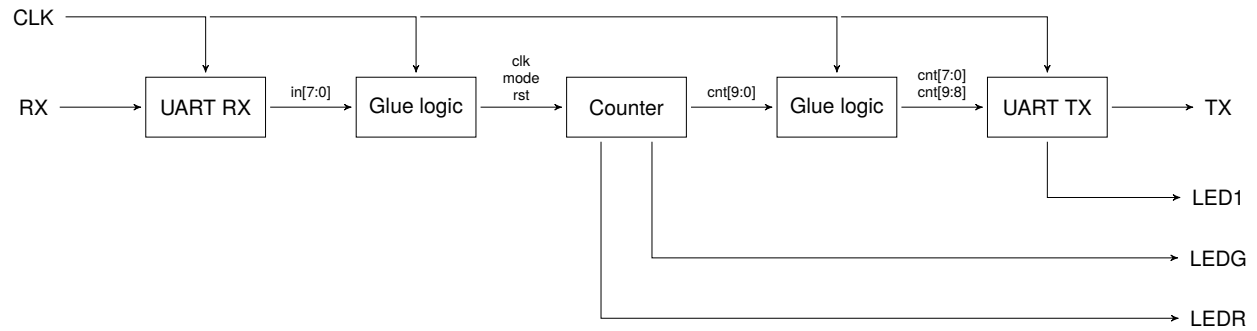 CLK
RX
UART RX
in[7:0]
Glue logic
clk
mode
rst
Counter
cnt[9:0]
Glue logic
cnt[7:0]
cnt[9:8]
UART TX
TX
LED1
LEDG
LEDR